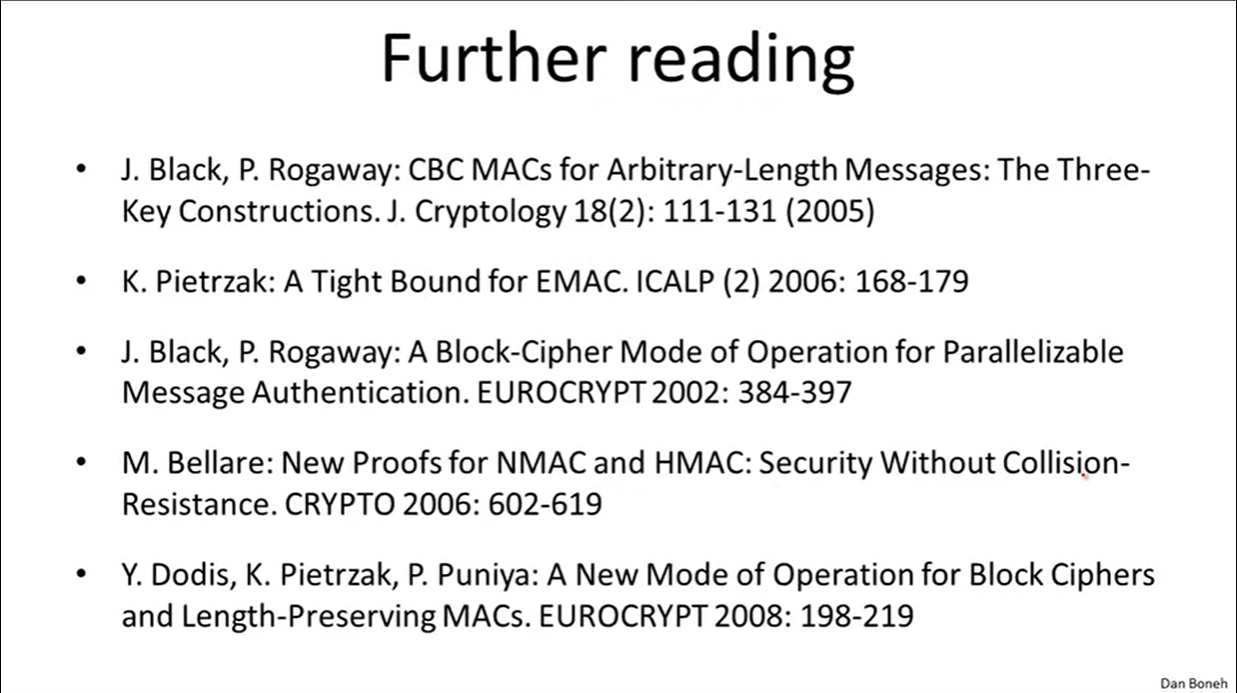 Further reading
• J. Black, P. Rogaway: CBC MACs for Arbitrary-Length Messages: The Three-
Key Constructions. J. Cryptology 18(2): 111-131 (2005)
• K. Pietrzak: A Tight Bound for EMAC. ICALP (2) 2006: 168-179
• J. Black, P. Rogaway: A Block-Cipher Mode of Operation for Parallelizable
Message Authentication. EUROCRYPT 2002: 384-397
• M. Bellare: New Proofs for NMAC and HMAC: Security Without Collision-
Resistance. CRYPTO 2006: 602-619
• Y. Dodis, K. Pietrzak, P. Puniya: A New Mode of Operation for Block Ciphers
and Length-Preserving MACs. EUROCRYPT 2008: 198-219
Dan Boneh